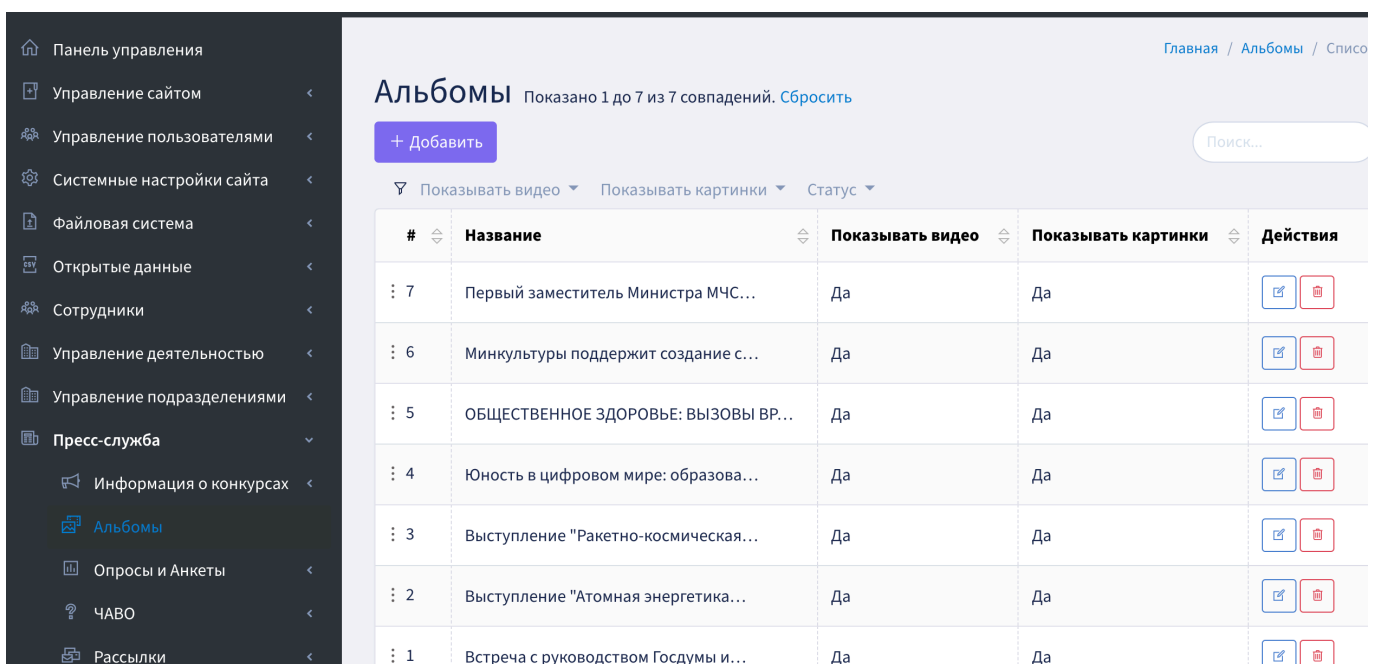 Панель управления
Управление сайтом
Управление пользователями
Системные настройки сайта
Файловая система
Открытые данные
Сотрудники
Управление деятельностью
Управление подразделениями
Пресс-служба
Информация о конкурсах
Альбомы
Опросы и Анкеты
ЧАВО
Рассылки
Главная / Альбомы / Списо
Альбомы Показано 1 до 7 из 7 совпадений. Сбросить
+ Добавить
Поиск...
Показывать видео Показывать картинки Статус
# Название Показывать видео Показывать картинки Действия
7 Первый заместитель Министра МЧС... Да Да
6 Минкультуры поддержит создание с... Да Да
5 ОБЩЕСТВЕННОЕ ЗДОРОВЬЕ: ВЫЗОВЫ ВР... Да Да
4 Юность в цифровом мире: образова... Да Да
3 Выступление "Ракетно-космическая... Да Да
2 Выступление "Атомная энергетика... Да Да
1 Встреча с руководством Госдумы и... Да Да